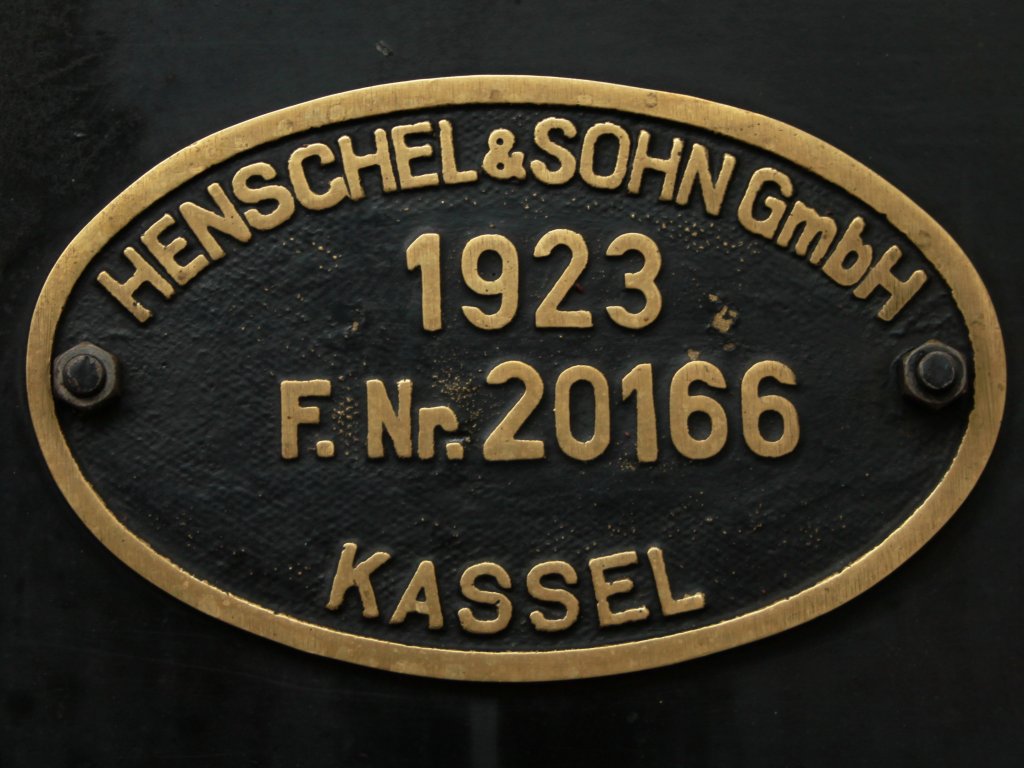 HENSCHEL & SOHN GmbH
1923
F. Nr. 20166
KASSEL